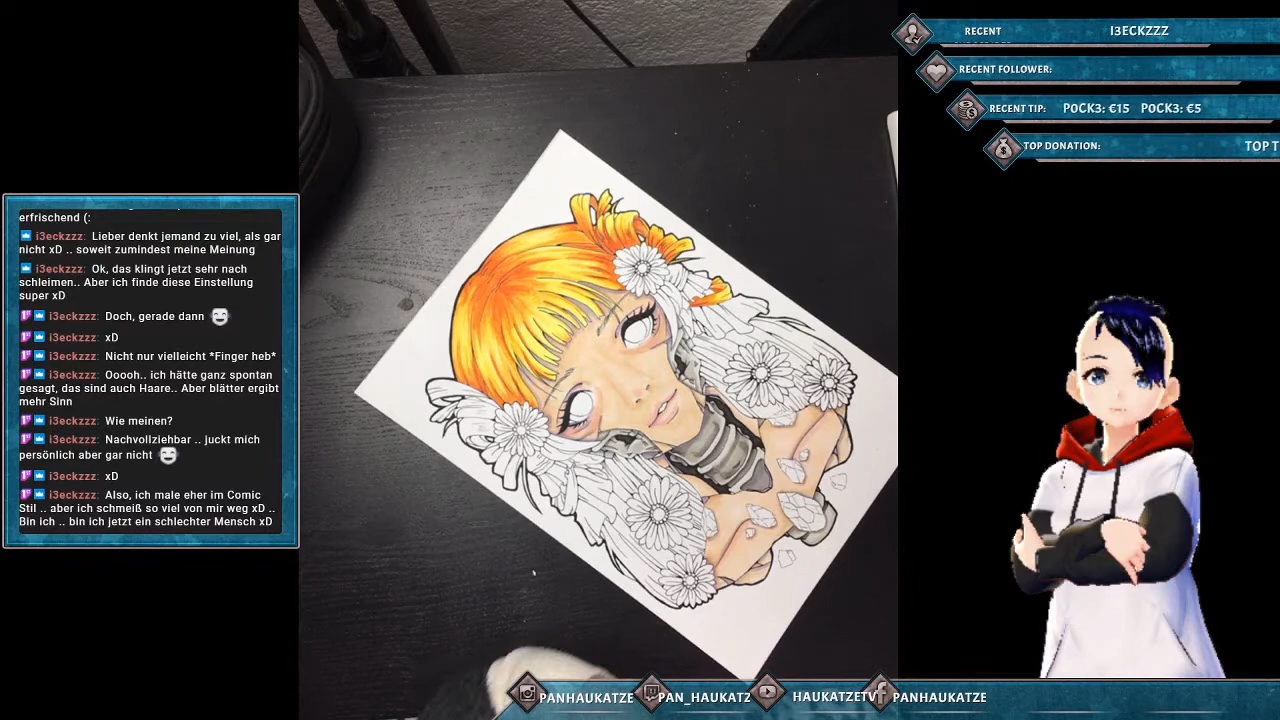 erfrischend (:
i3eckzzz: Lieber denkt jemand zu viel, als gar
nicht xD .. soweit zumindest meine Meinung
i3eckzzz: Ok, das klingt jetzt sehr nach
schleimen.. Aber ich finde diese Einstellung
super xD
i3eckzzz: Doch, gerade dann
i3eckzzz: xD
i3eckzzz: Nicht nur vielleicht *Finger heb*
i3eckzzz: Ooooh.. ich hätte ganz spontan
gesagt, das sind auch Haare.. Aber blätter ergibt
mehr Sinn
i3eckzzz: Wie meinen?
i3eckzzz: Nachvollziehbar .. juckt mich
persönlich aber gar nicht
i3eckzzz: xD
i3eckzzz: Also, ich male eher im Comic
Stil .. aber ich schmeiß so viel von mir weg xD ..
Bin ich .. bin ich jetzt ein schlechter Mensch xD
RECENT I3ECKZZZ
RECENT FOLLOWER:
RECENT TIP: POCK3: €15 POCK3: €5
TOP DONATION: TOP T
PANHAUKATZE PAN_HAUKATZ HAUKATZETV PANHAUKATZE